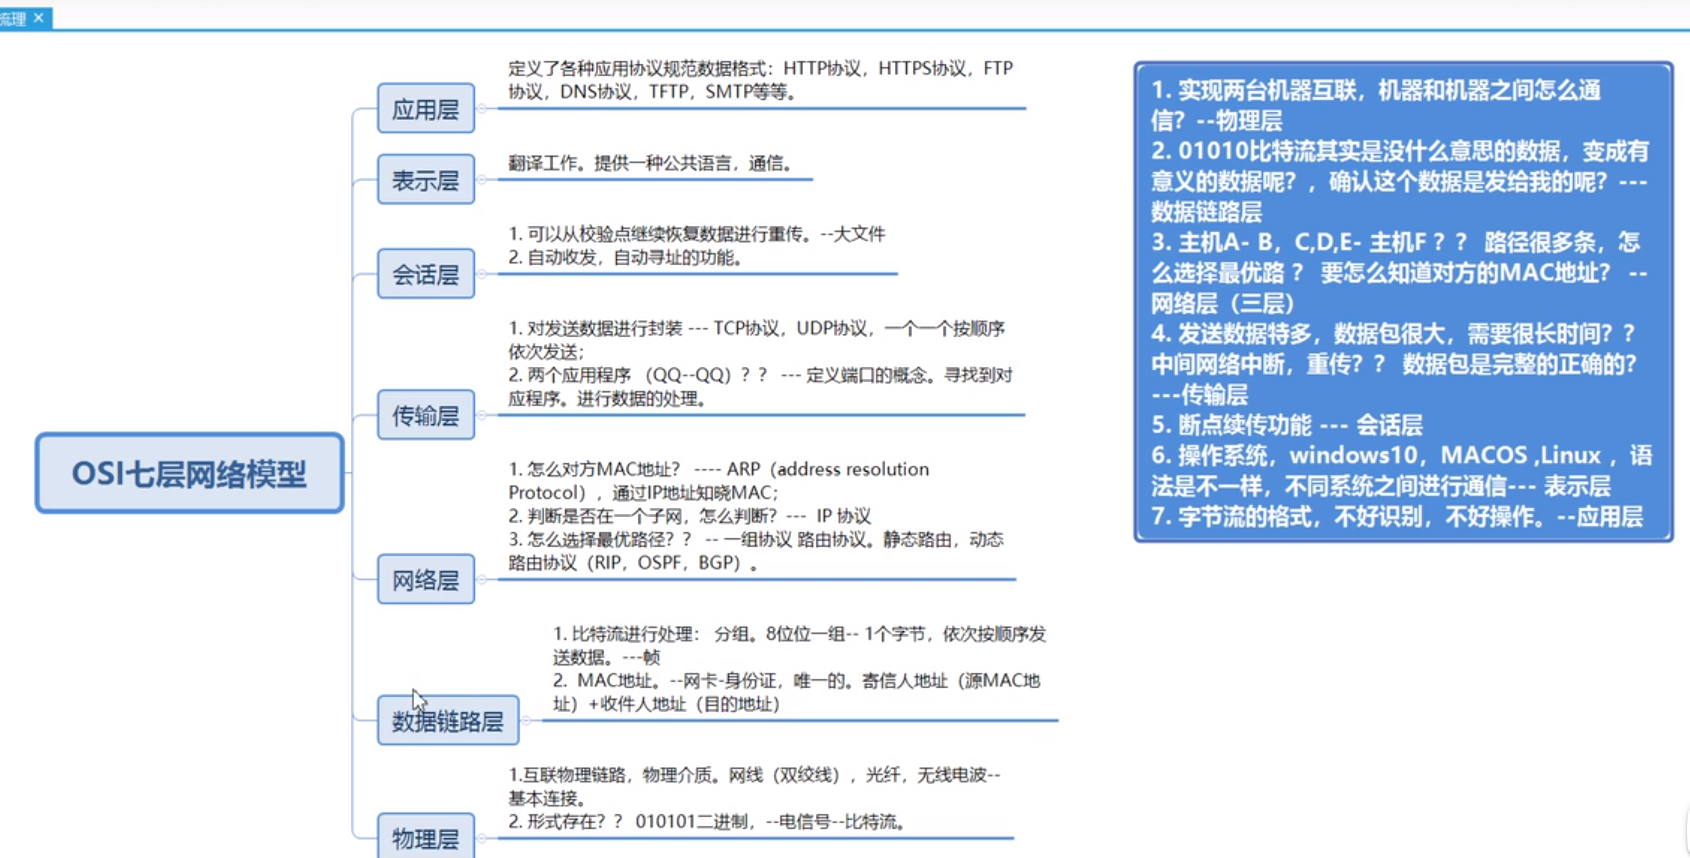 流理
定义了各种应用协议规范数据格式：HTTP协议，HTTPS协议，FTP
协议，DNS协议，TFTP，SMTP等等。
应用层
翻译工作。提供一种公共语言，通信。
表示层
1. 可以从校验点继续恢复数据进行重传。--大文件
2. 自动收发，自动寻址的功能。
会话层
1. 对发送数据进行封装 --- TCP协议，UDP协议，一个一个按顺序
依次发送；
2. 两个应用程序 （QQ--QQ）？？ --- 定义端口的概念。寻找到对
应程序。进行数据的处理。
传输层
OSI七层网络模型
1. 怎么对方MAC地址？ ---- ARP（address resolution
Protocol），通过IP地址知晓MAC；
2. 判断是否在一个子网，怎么判断？--- IP 协议
3. 怎么选择最优路径？？ -- 一组协议 路由协议。静态路由，动态
路由协议（RIP，OSPF，BGP）。
网络层
1. 比特流进行处理： 分组。8位位一组-- 1个字节，依次按顺序发
送数据。---帧
2. MAC地址。--网卡-身份证，唯一的。寄信人地址（源MAC地
址）+收件人地址（目的地址）
数据链路层
1.互联物理链路，物理介质。网线（双绞线），光纤，无线电波--
基本连接。
2. 形式存在？？ 010101二进制，--电信号--比特流。
物理层
1. 实现两台机器互联，机器和机器之间怎么通
信？--物理层
2. 01010比特流其实是没什么意思的数据，变成有
意义的数据呢？，确认这个数据是发给我的呢？---
数据链路层
3. 主机A- B，C,D,E- 主机F？？ 路径很多条，怎
么选择最优路？ 要怎么知道对方的MAC地址？ --
网络层（三层）
4. 发送数据特多，数据包很大，需要很长时间？？
中间网络中断，重传？？ 数据包是完整的正确的？
---传输层
5. 断点续传功能 --- 会话层
6. 操作系统，windows10，MACOS ,Linux ，语
法是不一样，不同系统之间进行通信--- 表示层
7. 字节流的格式，不好识别，不好操作。--应用层